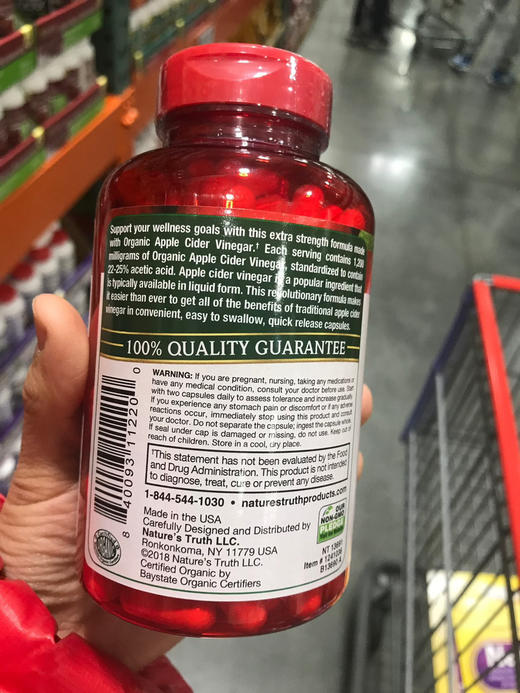 Support your wellness goals with this extra strength formula made
with Organic Apple Cider Vinegar.† Each serving contains 1,200
milligrams of Organic Apple Cider Vinegar, standardized to contain
22-25% acetic acid. Apple cider vinegar is a popular ingredient that
is typically available in liquid form. This revolutionary formula makes
it easier than ever to get all of the benefits of traditional apple cider
vinegar in convenient, easy to swallow, quick release capsules.
100% QUALITY GUARANTEE
WARNING: If you are pregnant, nursing, taking any medications or
have any medical condition, consult your doctor before use. Start
with two capsules daily to assess tolerance and increase gradually.
If you experience any stomach pain or discomfort or if any adverse
reactions occur, immediately stop using this product and consult
your doctor. Do not separate the capsule; ingest the capsule whole.
If seal under cap is damaged or missing, do not use. Keep out of
reach of children. Store in a cool, dry place.
†This statement has not been evaluated by the Food
and Drug Administration. This product is not intended
to diagnose, treat, cure or prevent any disease.
1-844-544-1030 • naturestruthproducts.com
Made in the USA
Carefully Designed and Distributed by
Nature's Truth LLC.
Ronkonkoma, NY 11779 USA
©2018 Nature's Truth LLC.
Certified Organic by
Baystate Organic Certifiers
OUR
NON-GMO
PLEDGE
NT 13691
Item # 1241036
8 40093 11220 0